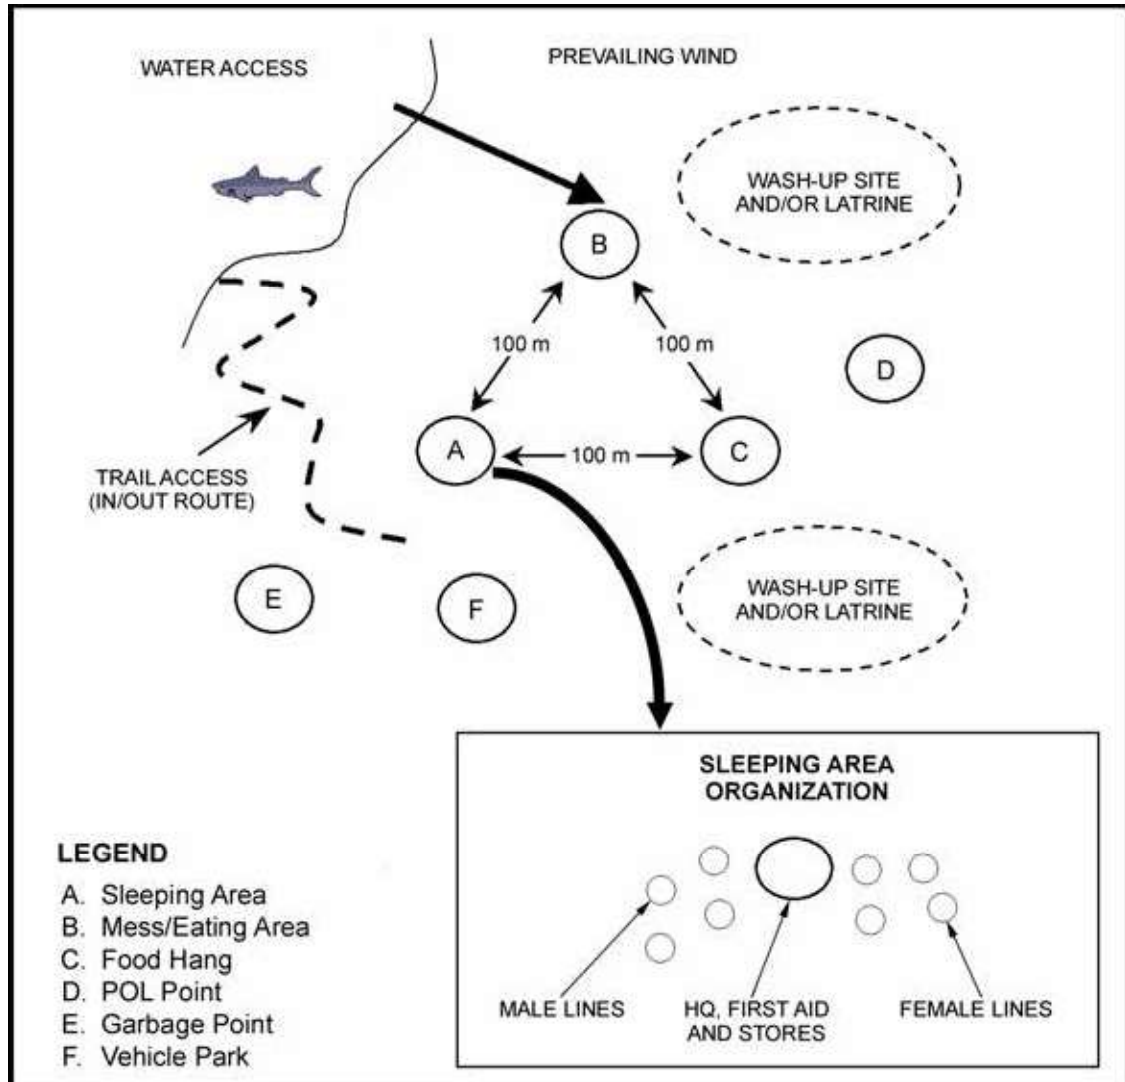 WATER ACCESS
PREVAILING WIND
WASH-UP SITE
AND/OR LATRINE
B
100 m
100 m
D
A
100 m
C
TRAIL ACCESS
(IN/OUT ROUTE)
E
F
WASH-UP SITE
AND/OR LATRINE
SLEEPING AREA
ORGANIZATION
MALE LINES
HQ, FIRST AID
AND STORES
FEMALE LINES
LEGEND
A. Sleeping Area
B. Mess/Eating Area
C. Food Hang
D. POL Point
E. Garbage Point
F. Vehicle Park